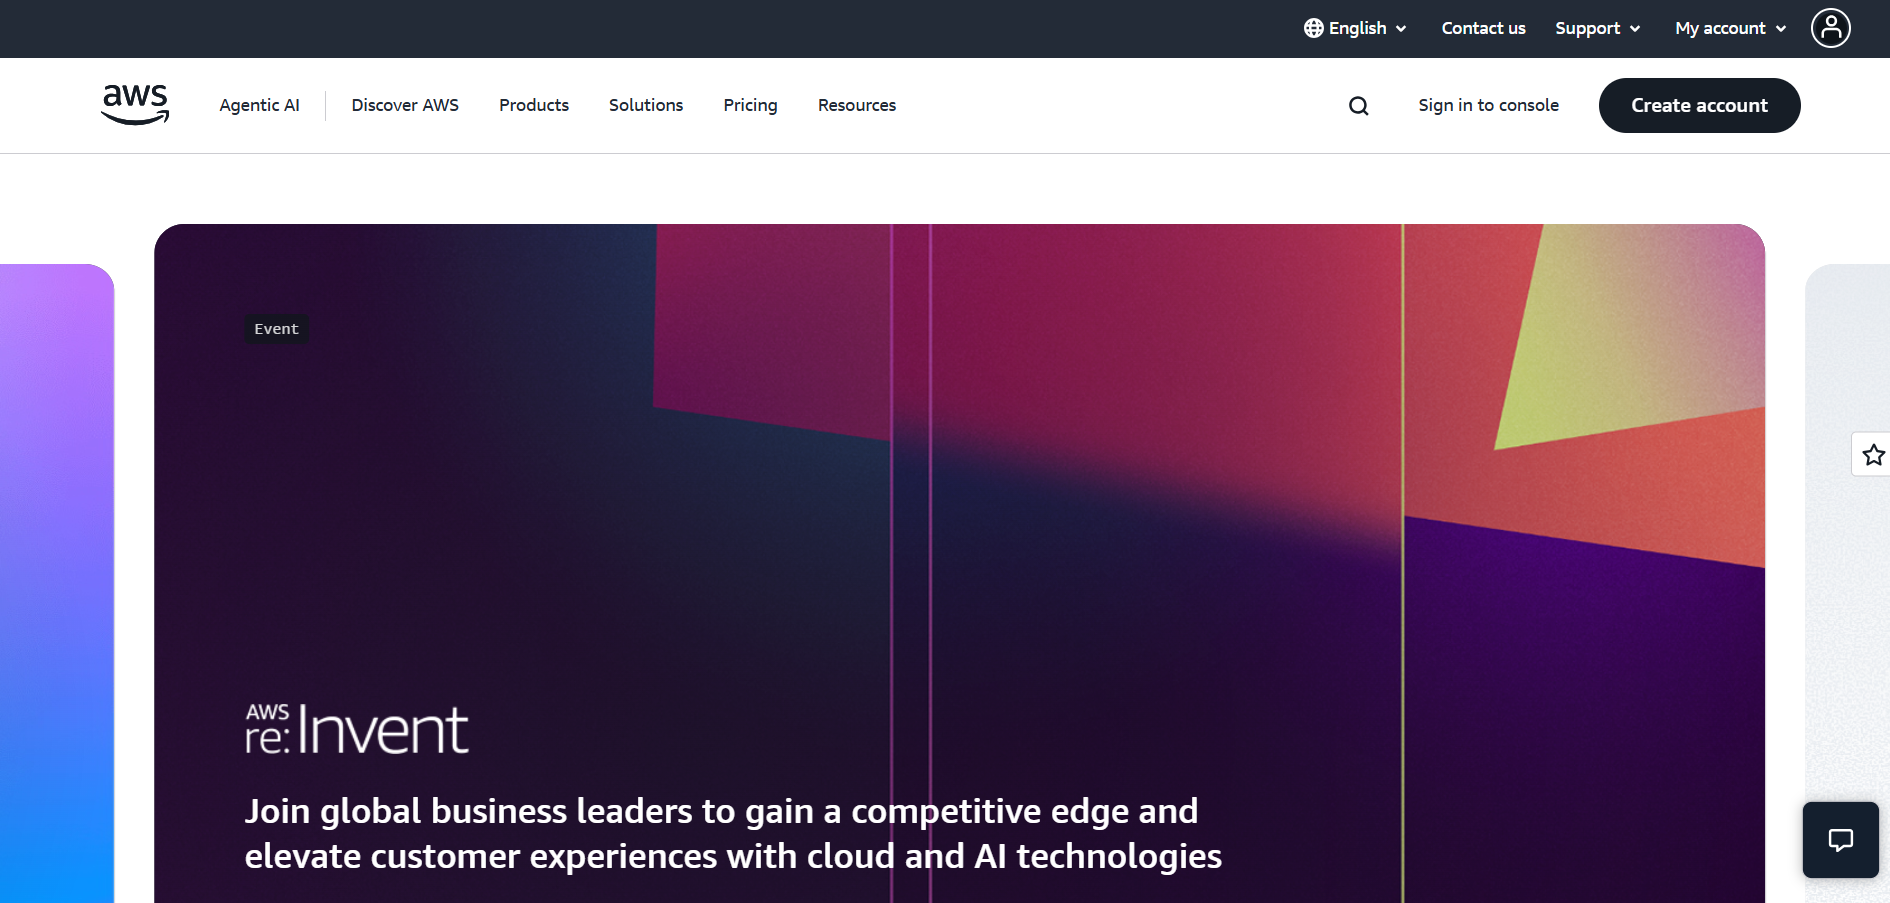 English
Contact us
Support
My account
aws
Agentic AI
Discover AWS
Products
Solutions
Pricing
Resources
Sign in to console
Create account
Event
AWS
re:Invent
Join global business leaders to gain a competitive edge and
elevate customer experiences with cloud and AI technologies